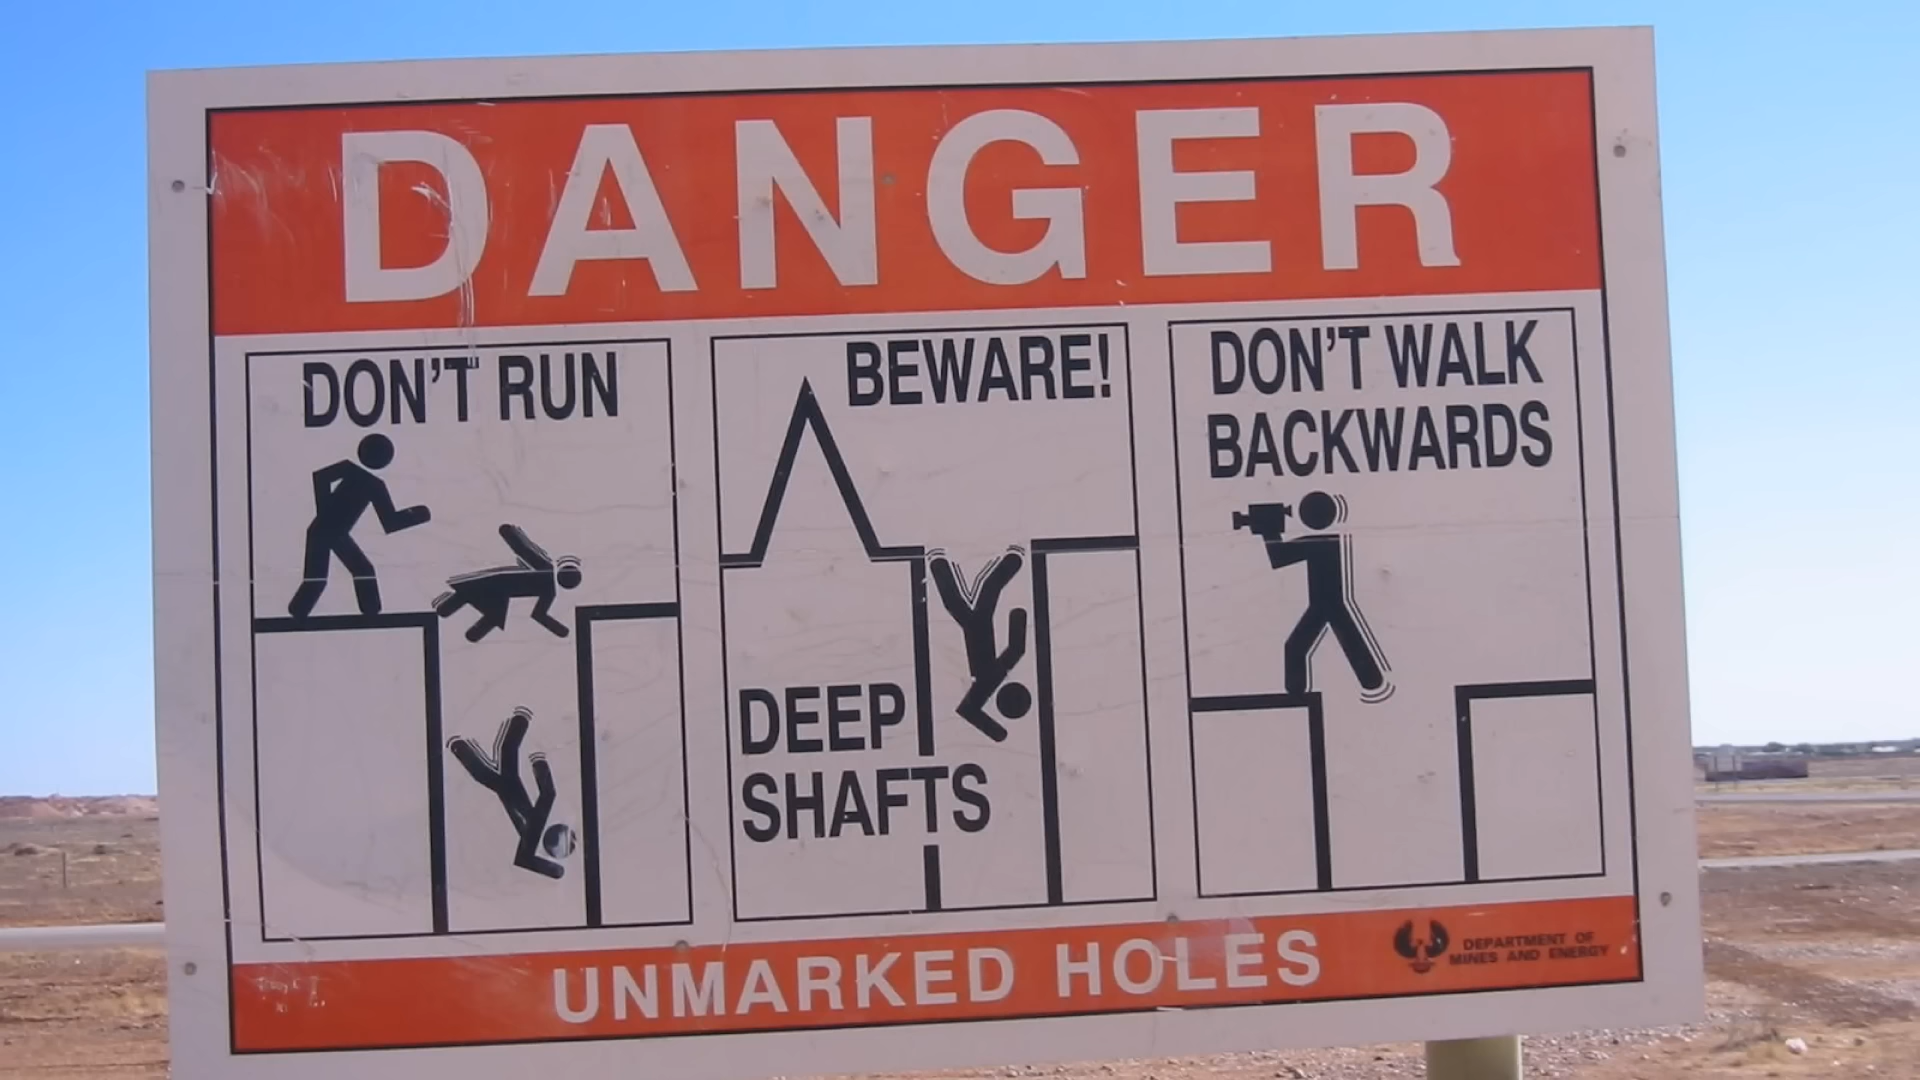 DANGER
DON'T RUN
BEWARE!
DEEP
SHAFTS
DON'T WALK
BACKWARDS
UNMARKED HOLES
DEPARTMENT OF
MINES AND ENERGY